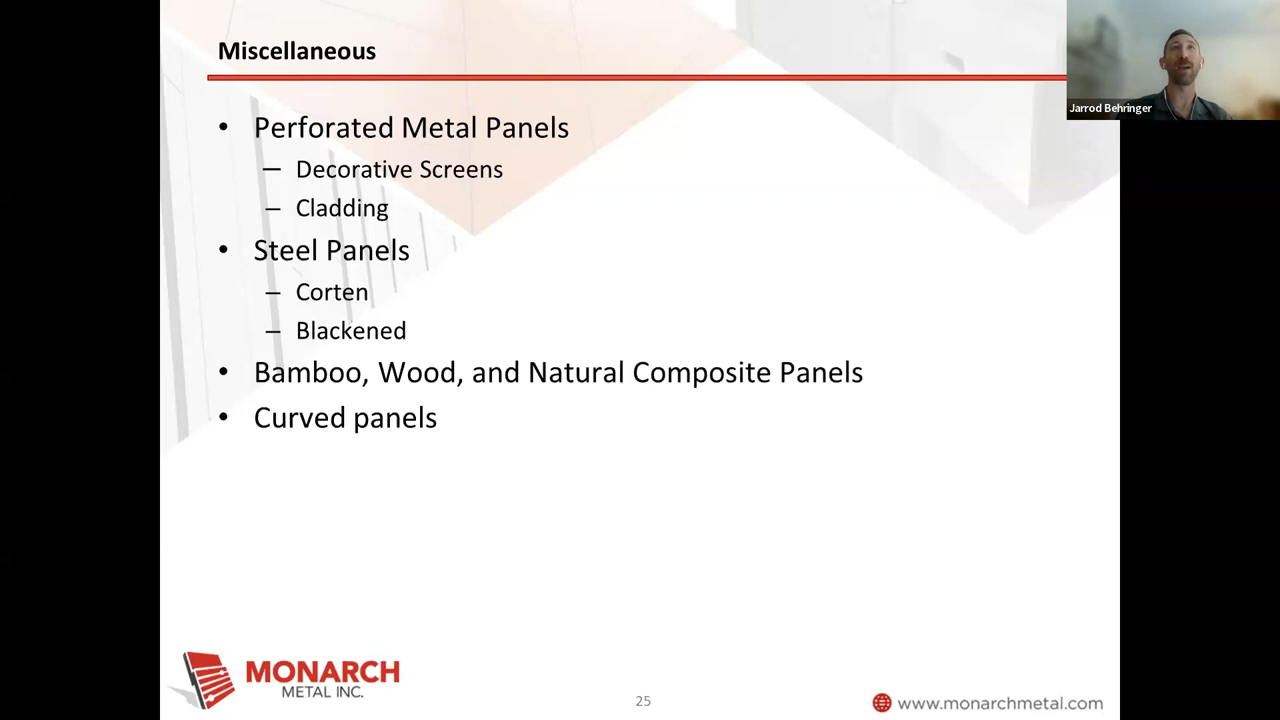 Miscellaneous
Jarrod Behringer
• Perforated Metal Panels
– Decorative Screens
– Cladding
• Steel Panels
– Corten
– Blackened
• Bamboo, Wood, and Natural Composite Panels
• Curved panels
MONARCH
METAL INC.
25
www.monarchmetal.com